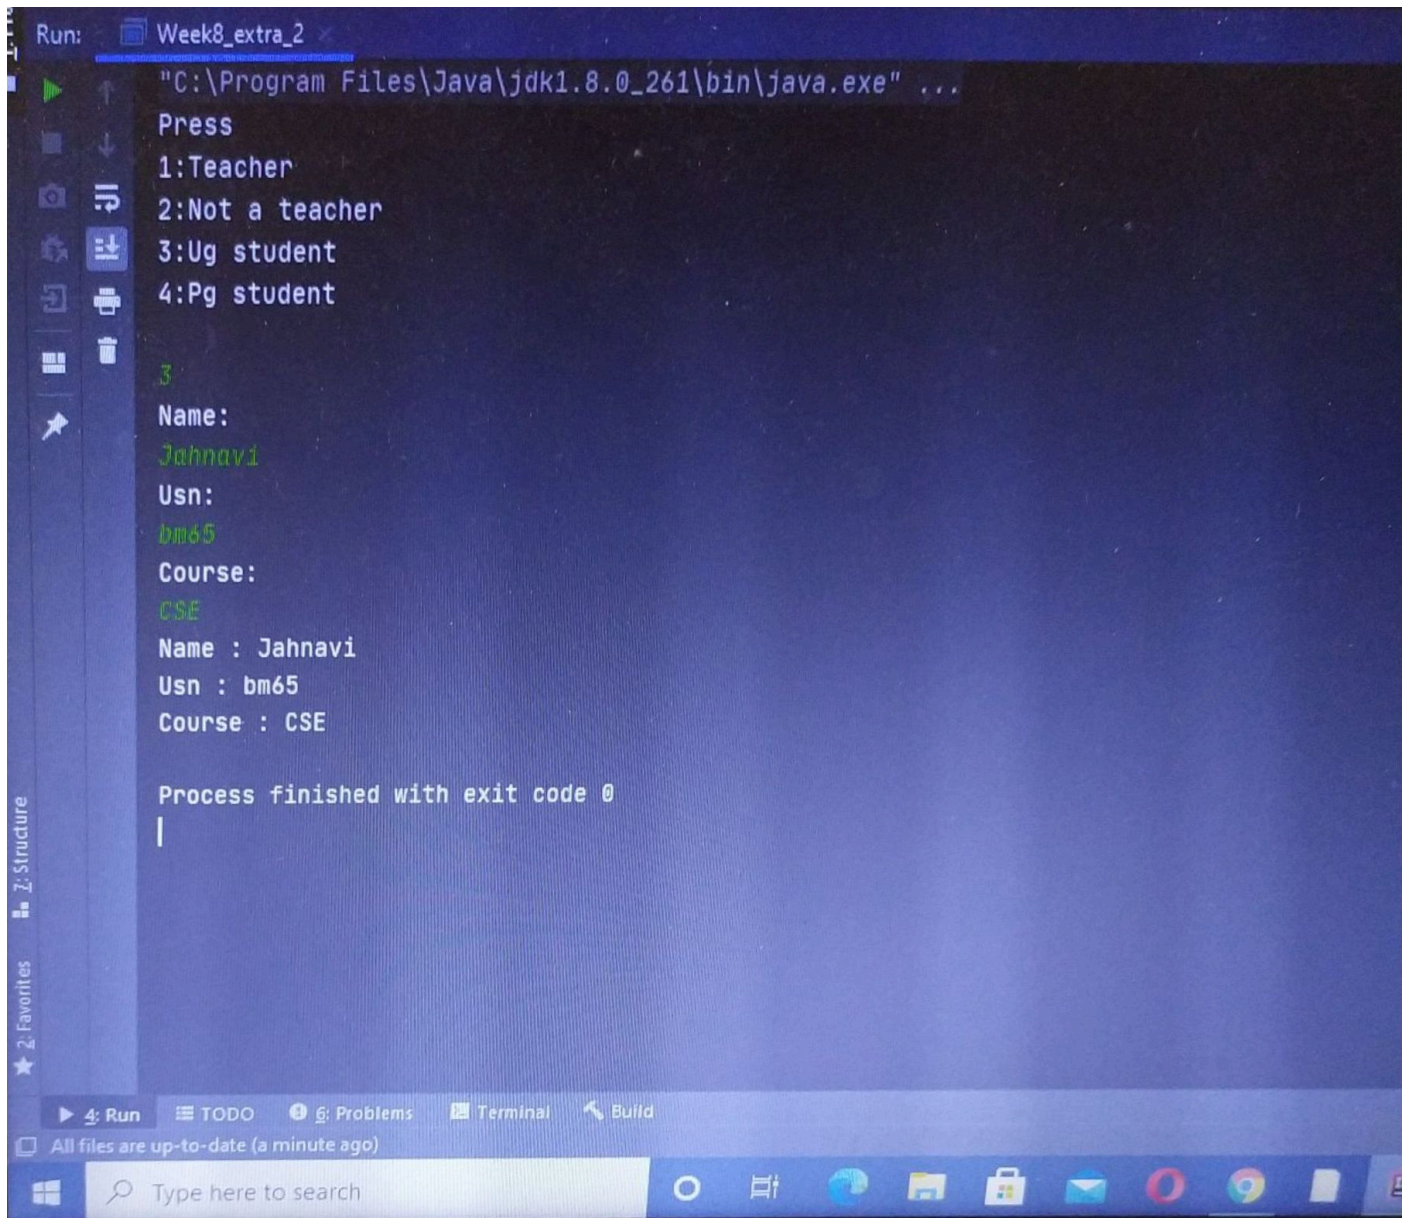 Run: Week8_extra_2
"C:\Program Files\Java\jdk1.8.0_261\bin\java.exe" ...
Press
1:Teacher
2:Not a teacher
3:Ug student
4:Pg student
3
Name:
Jahnavi
Usn:
bm65
Course:
CSE
Name : Jahnavi
Usn : bm65
Course : CSE
Process finished with exit code 0
7: Structure
2: Favorites
4: Run TODO 6: Problems Terminal Build
All files are up-to-date (a minute ago)
Type here to search